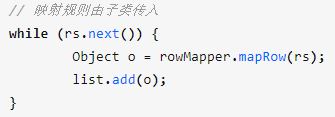 // 映射规则由子类传入
while (rs.next()) {
        Object o = rowMapper.mapRow(rs);
        list.add(o);
}